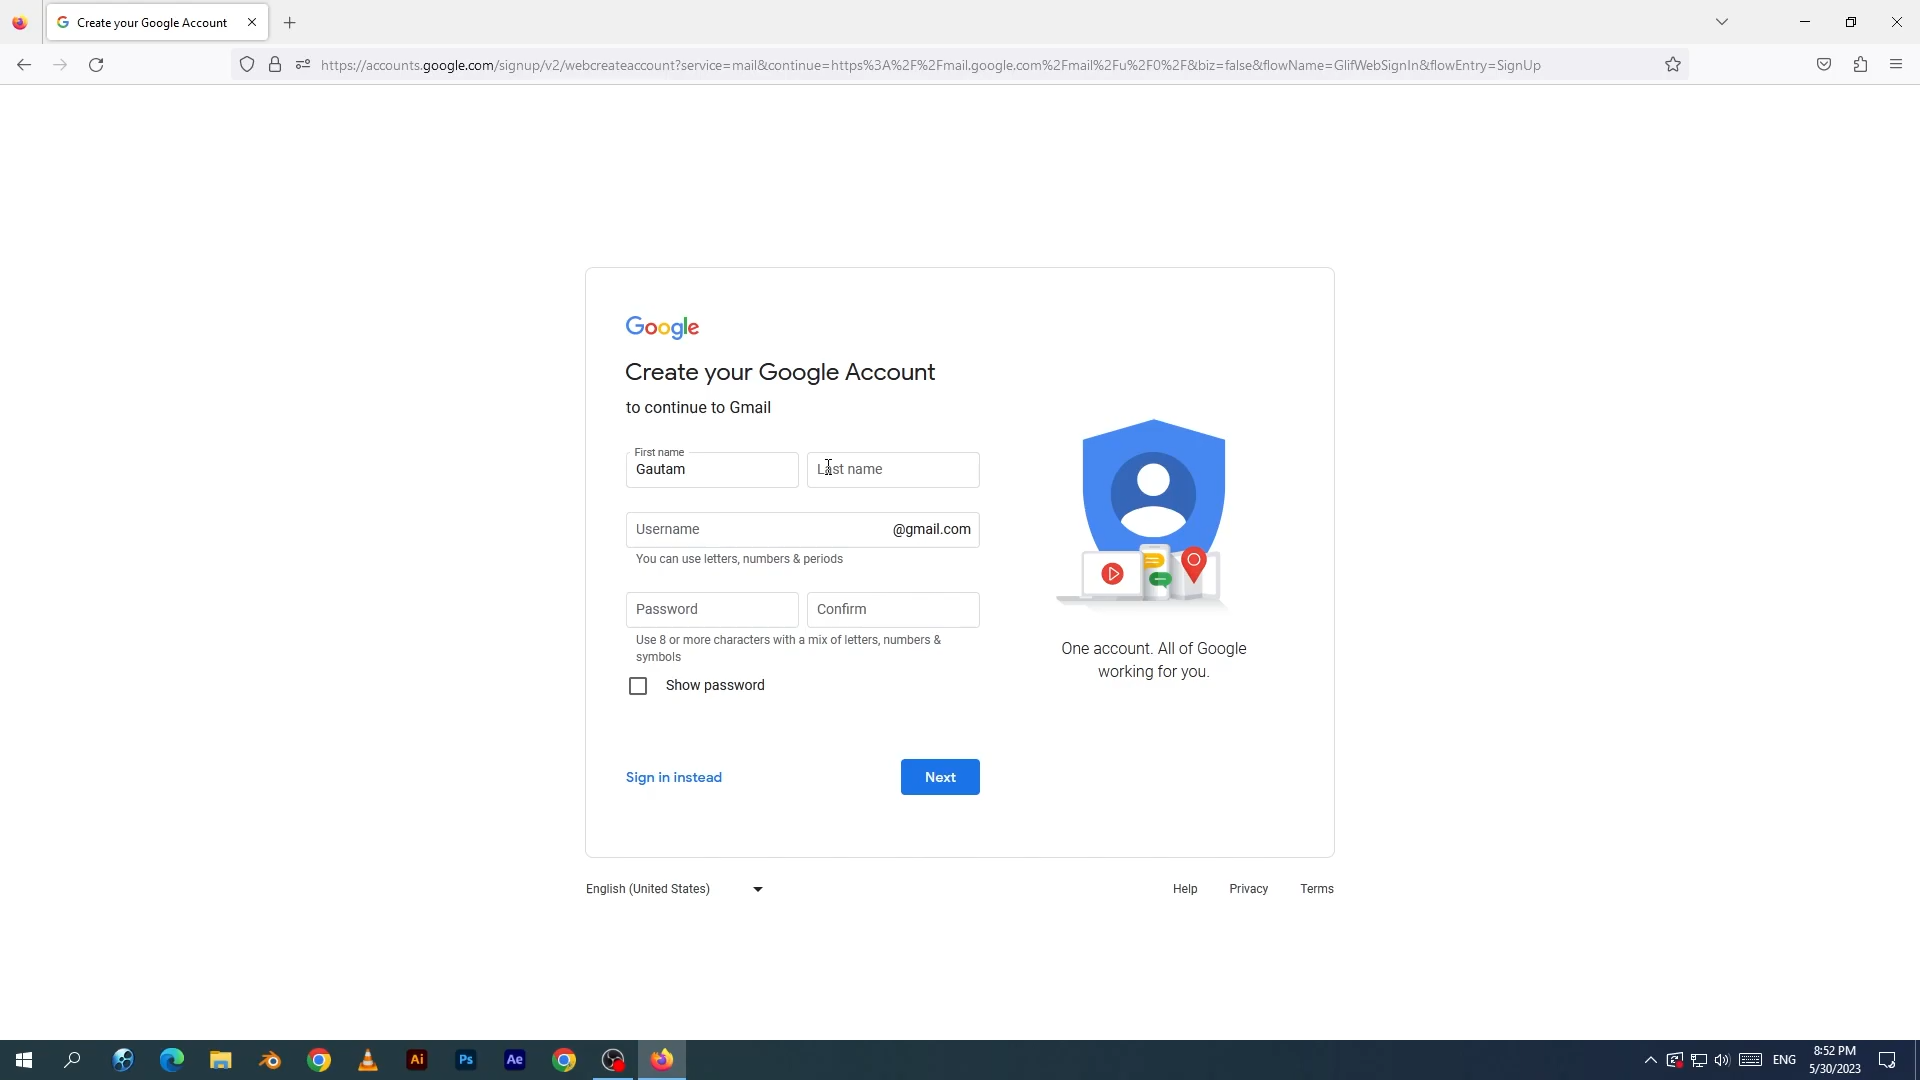 Create your Google Account
https://accounts.google.com/signup/v2/webcreateaccount?service=mail&continue=https%3A%2F%2Fmail.google.com%2Fmail%2Fu%2F0%2F&biz=false&flowName=GlifWebSignIn&flowEntry=SignUp
Google
Create your Google Account
to continue to Gmail
First name
Gautam
Last name
Username
@gmail.com
You can use letters, numbers & periods
Password
Confirm
Use 8 or more characters with a mix of letters, numbers &
symbols
Show password
One account. All of Google
working for you.
Sign in instead
Next
English (United States)
Help
Privacy
Terms
Ai
Ps
Ae
ENG
8:52 PM
5/30/2023